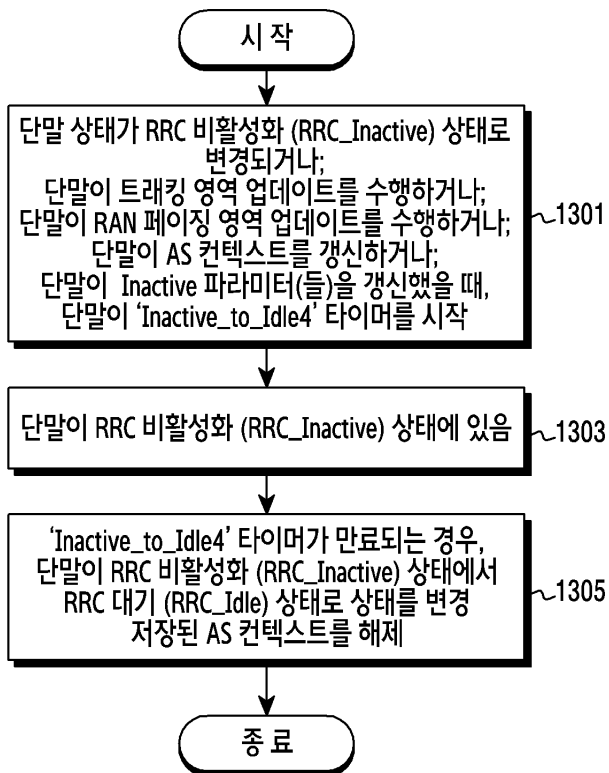 시 작
단말 상태가 RRC 비활성화 (RRC_Inactive) 상태로
변경되거나;
단말이 트래킹 영역 업데이트를 수행하거나;
단말이 RAN 페이징 영역 업데이트를 수행하거나;
단말이 AS 컨텍스트를 갱신하거나;
단말이 Inactive 파라미터(들)을 갱신했을 때,
단말이 ‘Inactive_to_Idle4’ 타이머를 시작
1301
단말이 RRC 비활성화 (RRC_Inactive) 상태에 있음
1303
‘Inactive_to_Idle4’ 타이머가 만료되는 경우,
단말이 RRC 비활성화 (RRC_Inactive) 상태에서
RRC 대기 (RRC_Idle) 상태로 상태를 변경
저장된 AS 컨텍스트를 해제
1305
종 료